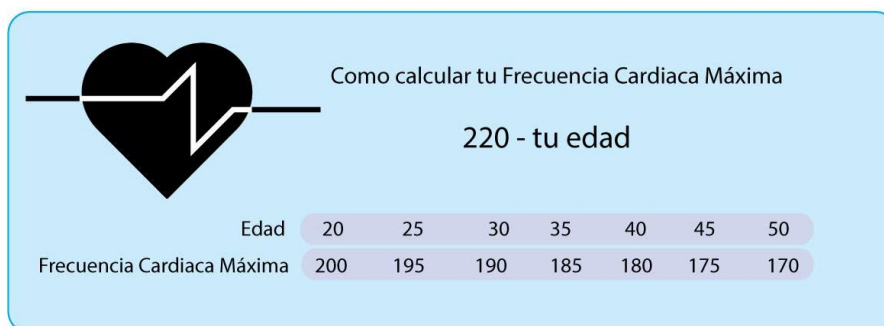 Como calcular tu Frecuencia Cardiaca Máxima
220 - tu edad
Edad 20 25 30 35 40 45 50
Frecuencia Cardiaca Máxima 200 195 190 185 180 175 170